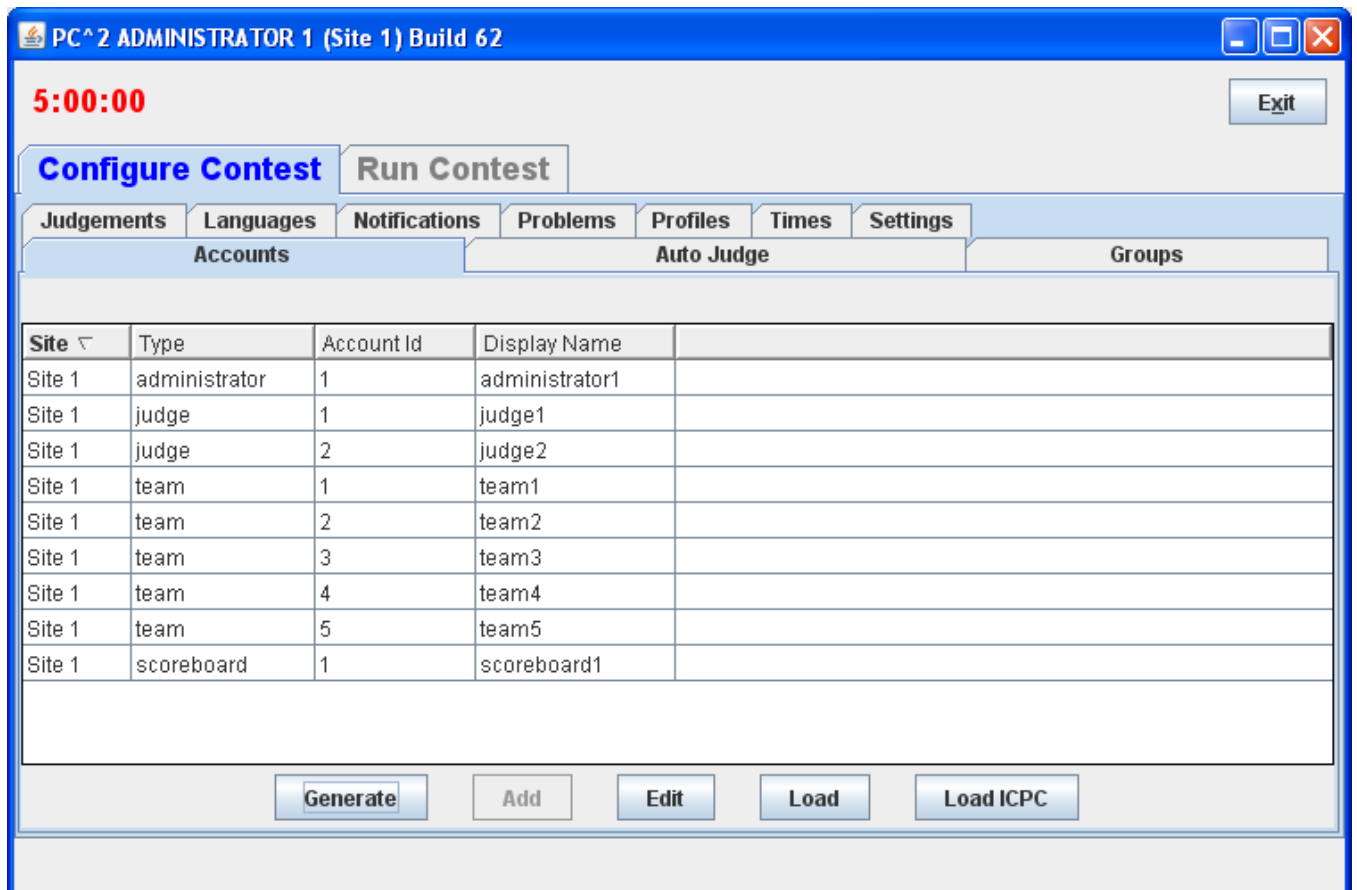 PC^2 ADMINISTRATOR 1 (Site 1) Build 62
5:00:00
Exit
Configure Contest Run Contest
Judgements Languages Notifications Problems Profiles Times Settings
Accounts Auto Judge Groups
Site Type Account Id Display Name
Site 1 administrator 1 administrator1
Site 1 judge 1 judge1
Site 1 judge 2 judge2
Site 1 team 1 team1
Site 1 team 2 team2
Site 1 team 3 team3
Site 1 team 4 team4
Site 1 team 5 team5
Site 1 scoreboard 1 scoreboard1
Generate Add Edit Load Load ICPC